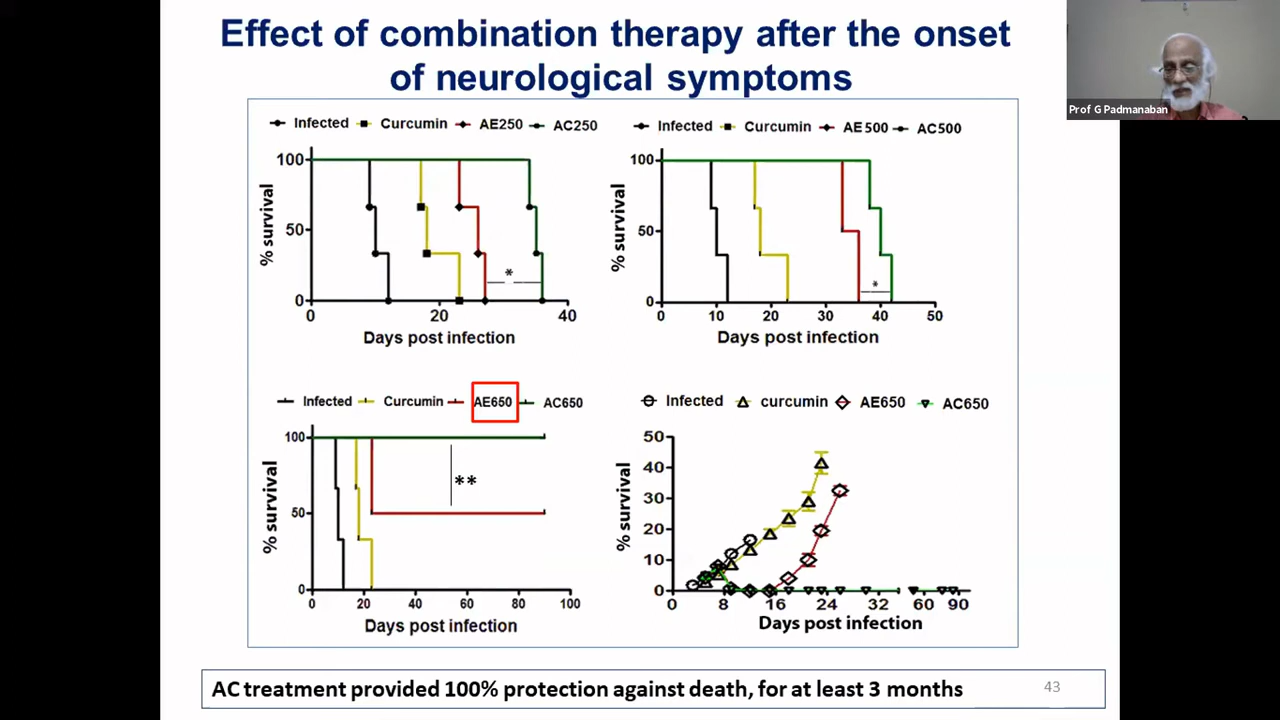 Effect of combination therapy after the onset
of neurological symptoms
Prof G Padmanaban
Infected Curcumin AE250 AC250
% survival
100
50
0
0 20 40
*
Days post infection
Infected Curcumin AE500 AC500
% survival
100
50
0
0 10 20 30 40 50
*
Days post infection
Infected Curcumin AE650 AC650
% survival
100
50
0
0 20 40 60 80 100
**
Days post infection
Infected curcumin AE650 AC650
% survival
50
40
30
20
10
0
0 8 16 24 32 60 90
Days post infection
AC treatment provided 100% protection against death, for at least 3 months
43